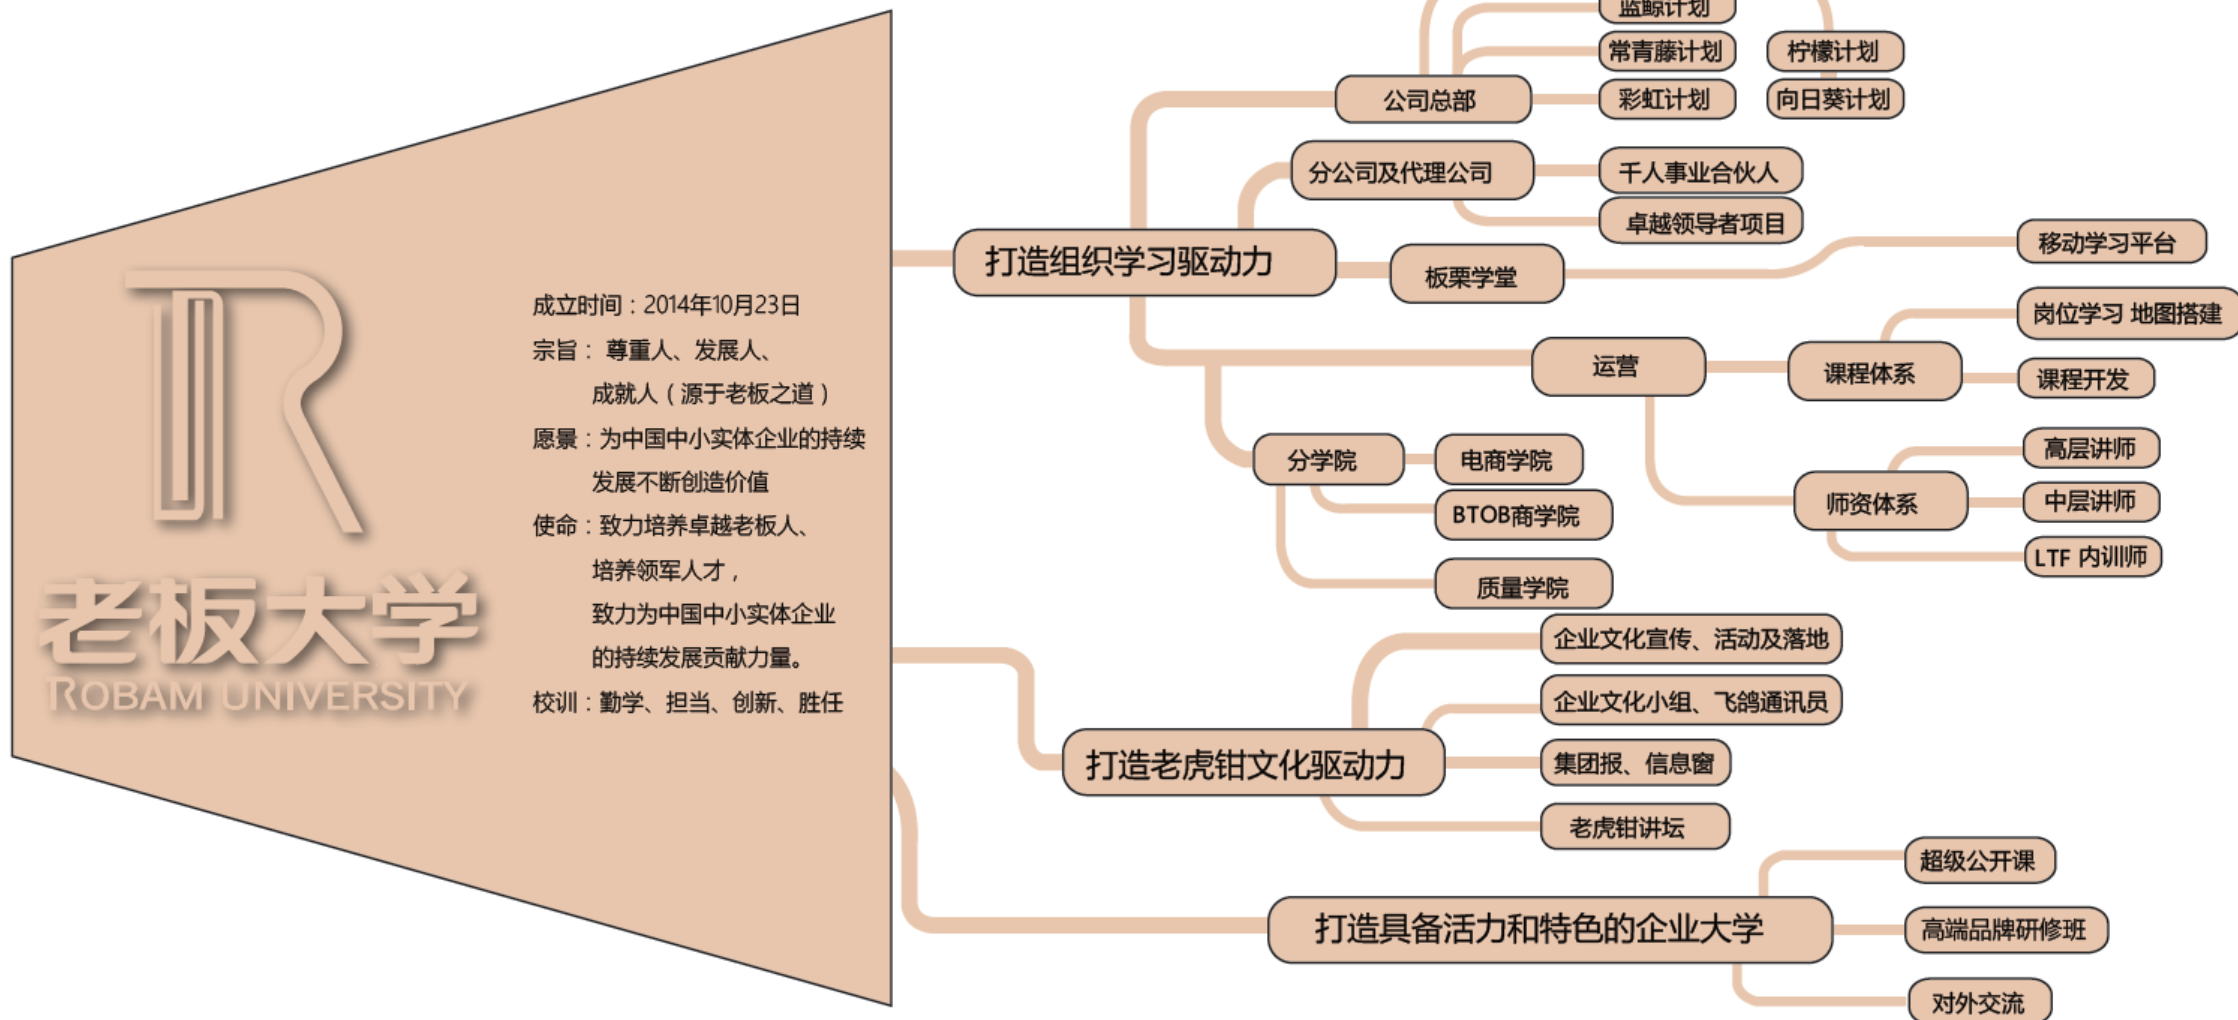 老板大学
ROBAM UNIVERSITY
成立时间：2014年10月23日
宗旨： 尊重人、发展人、
成就人（源于老板之道）
愿景：为中国中小实体企业的持续
发展不断创造价值
使命：致力培养卓越老板人、
培养领军人才，
致力为中国中小实体企业
的持续发展贡献力量。
校训：勤学、担当、创新、胜任
打造组织学习驱动力
公司总部
蓝鲸计划
常青藤计划
彩虹计划
柠檬计划
向日葵计划
分公司及代理公司
千人事业合伙人
卓越领导者项目
板栗学堂
移动学习平台
运营
课程体系
岗位学习 地图搭建
课程开发
师资体系
高层讲师
中层讲师
LTF 内训师
分学院
电商学院
BTOB商学院
质量学院
打造老虎钳文化驱动力
企业文化宣传、活动及落地
企业文化小组、飞鸽通讯员
集团报、信息窗
老虎钳讲坛
打造具备活力和特色的企业大学
超级公开课
高端品牌研修班
对外交流